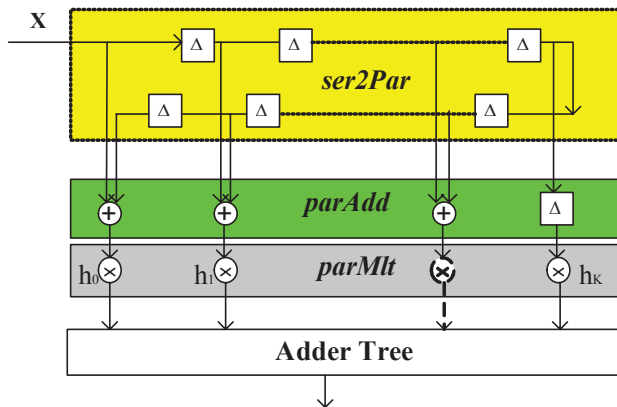 X
Δ Δ Δ
ser2Par
Δ Δ Δ
parAdd
+ + + Δ
parMlt
h0 × h1 × × × hK
Adder Tree